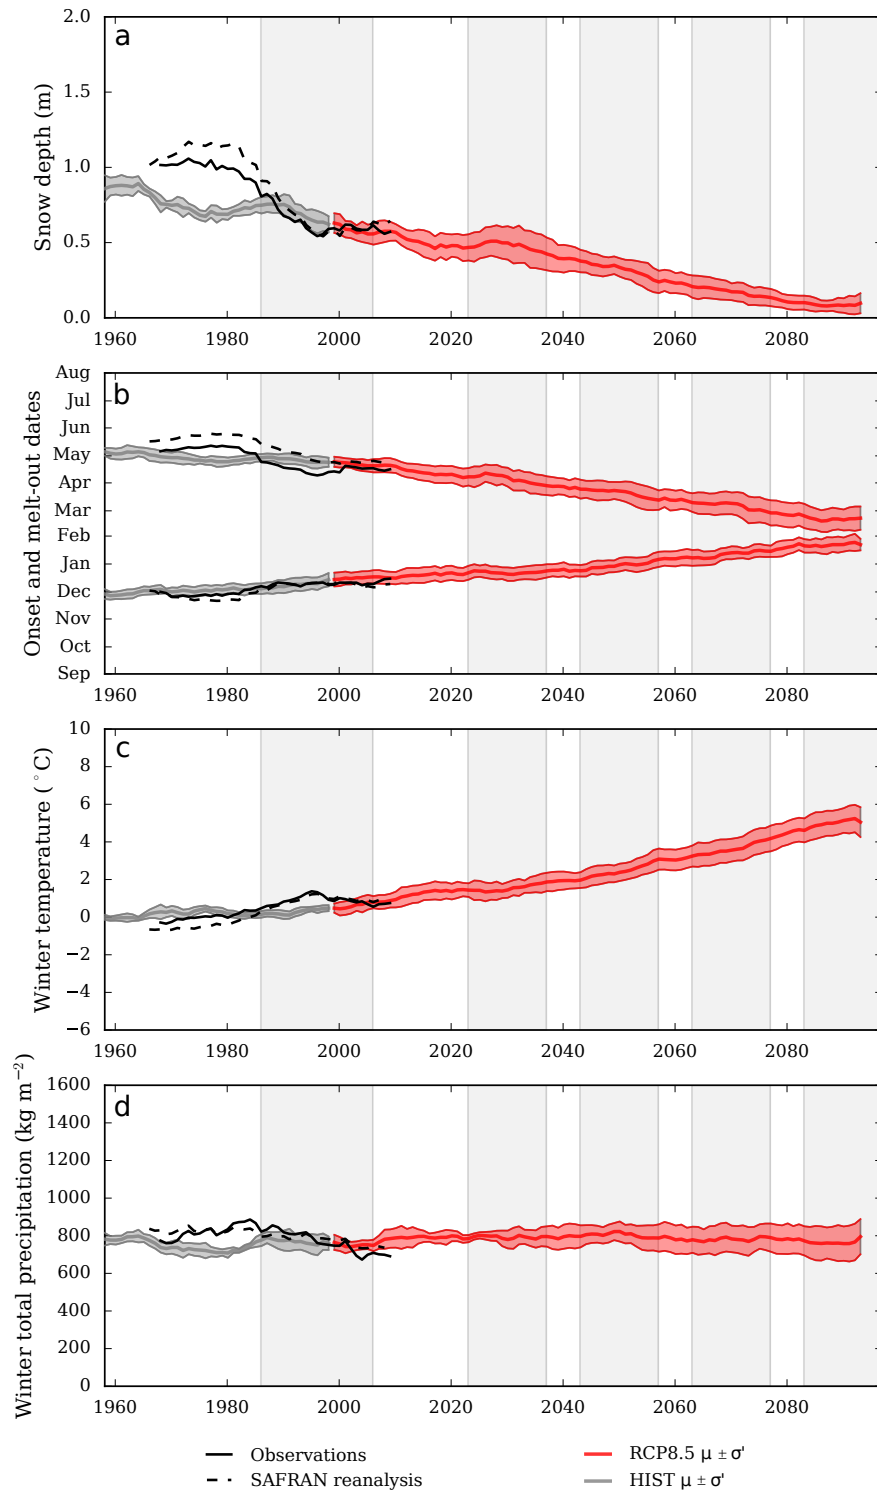 a
Snow depth (m)
2.0
1.5
1.0
0.5
0.0
1960 1980 2000 2020 2040 2060 2080
b
Onset and melt-out dates
Aug
Jul
Jun
May
Apr
Mar
Feb
Jan
Dec
Nov
Oct
Sep
1960 1980 2000 2020 2040 2060 2080
c
Winter temperature (°C)
10
8
6
4
2
0
−2
−4
−6
1960 1980 2000 2020 2040 2060 2080
d
Winter total precipitation (kg m⁻²)
1600
1400
1200
1000
800
600
400
200
0
1960 1980 2000 2020 2040 2060 2080
Observations
SAFRAN reanalysis
RCP8.5 μ ± σ'
HIST μ ± σ'